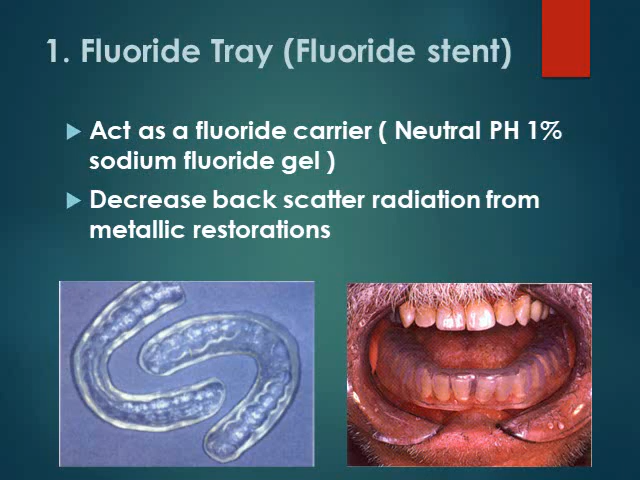 1. Fluoride Tray (Fluoride stent)
Act as a fluoride carrier ( Neutral PH 1%
sodium fluoride gel )
Decrease back scatter radiation from
metallic restorations